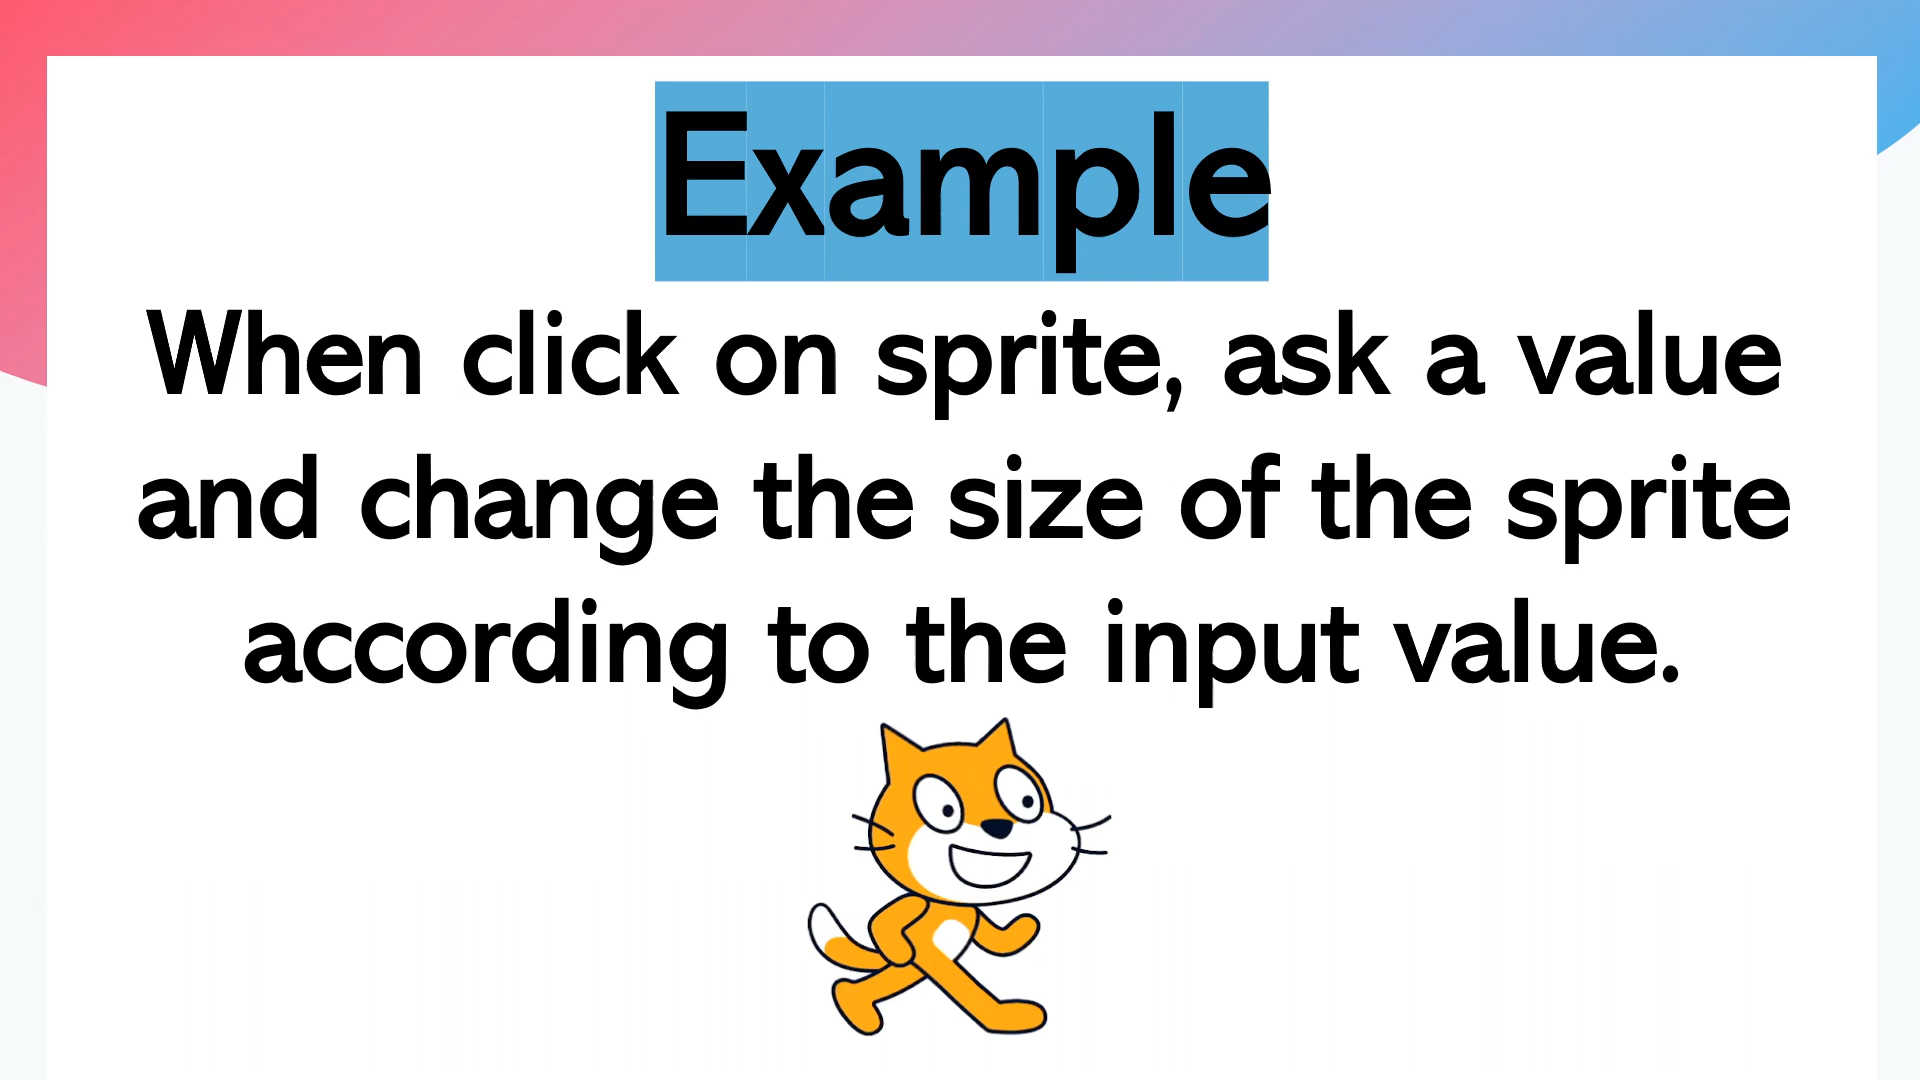 Example
When click on sprite, ask a value
and change the size of the sprite
according to the input value.